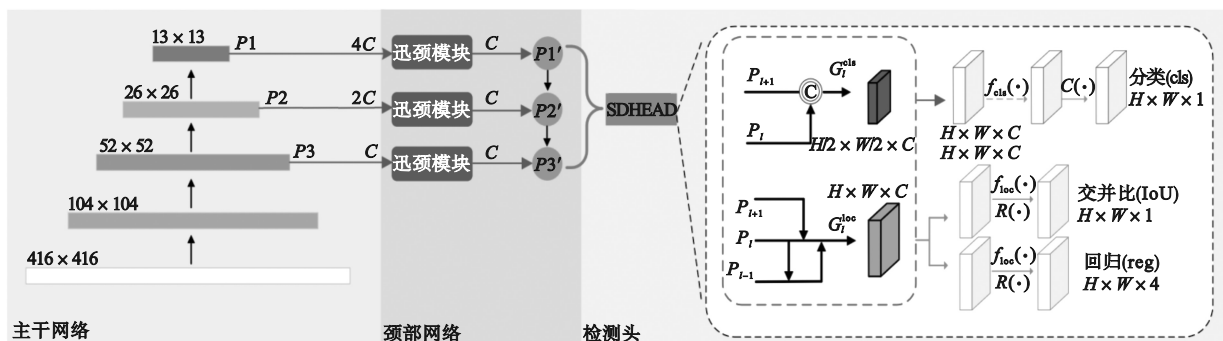 13×13
P1
4C
迅颈模块
C
P1′
26×26
P2
2C
迅颈模块
C
P2′
SDHEAD
52×52
P3
C
迅颈模块
C
P3′
104×104
416×416
主干网络
颈部网络
检测头
P_{l+1}
G_l^{cls}
C
P_l
H/2×W/2×C
f_{cls}(·)
C(·)
分类(cls)
H×W×1
H×W×C
H×W×C
H×W×C
P_{l+1}
P_l
G_l^{loc}
P_{l-1}
f_{loc}(·)
R(·)
交并比(IoU)
H×W×1
f_{loc}(·)
R(·)
回归(reg)
H×W×4